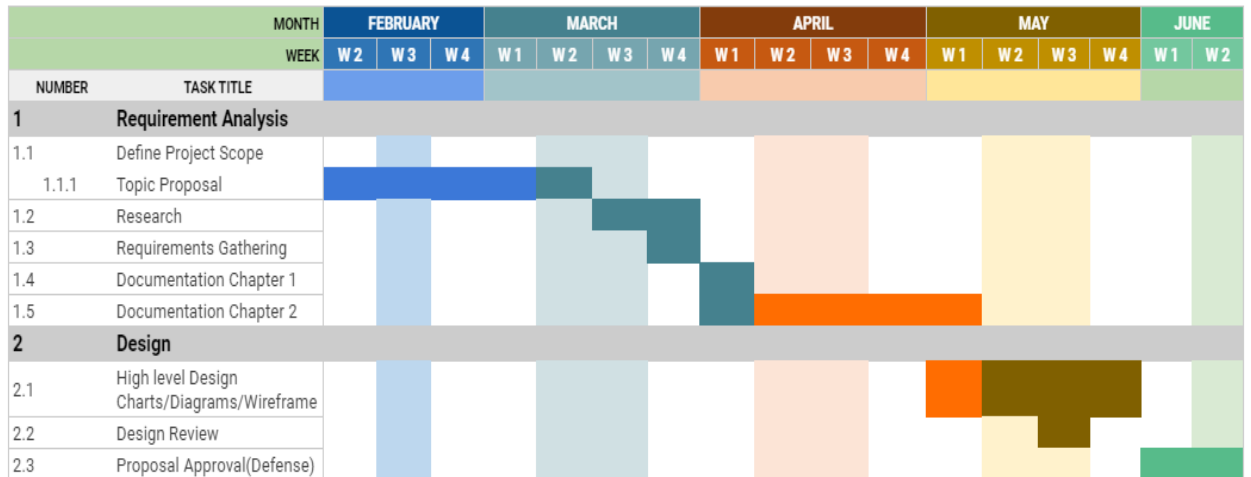 MONTH FEBRUARY MARCH APRIL MAY JUNE
WEEK W 2 W 3 W 4 W 1 W 2 W 3 W 4 W 1 W 2 W 3 W 4 W 1 W 2 W 3 W 4 W 1 W 2
NUMBER TASK TITLE
1 Requirement Analysis
1.1 Define Project Scope
1.1.1 Topic Proposal
1.2 Research
1.3 Requirements Gathering
1.4 Documentation Chapter 1
1.5 Documentation Chapter 2
2 Design
2.1 High level Design
Charts/Diagrams/Wireframe
2.2 Design Review
2.3 Proposal Approval(Defense)